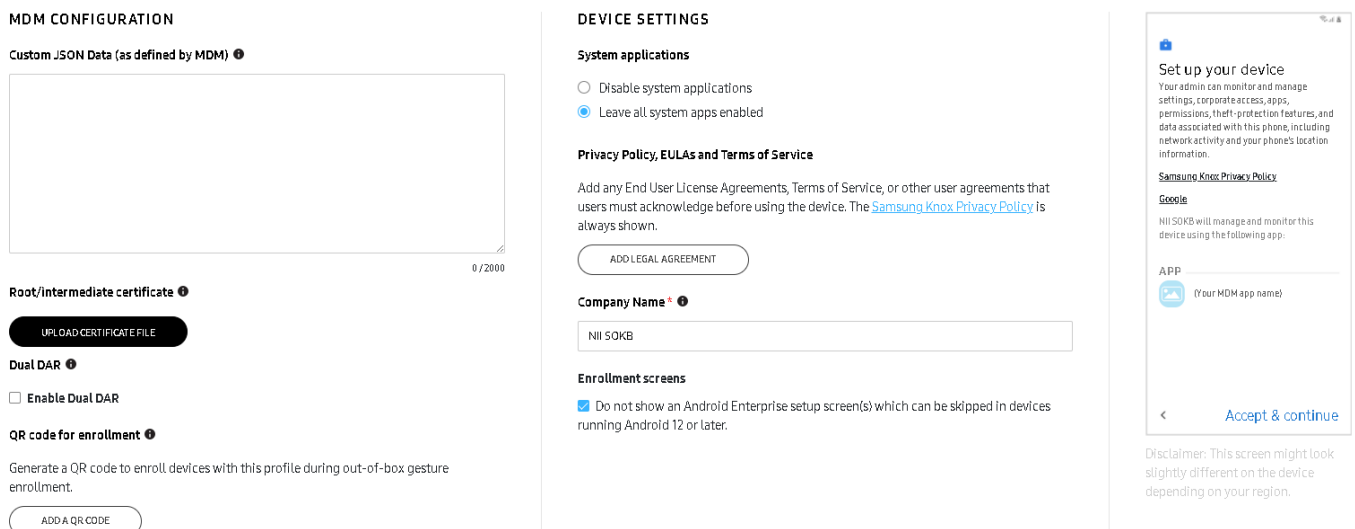 MDM CONFIGURATION
Custom JSON Data (as defined by MDM)
0 / 2000
Root/intermediate certificate
UPLOAD CERTIFICATE FILE
Dual DAR
Enable Dual DAR
QR code for enrollment
Generate a QR code to enroll devices with this profile during out-of-box gesture
enrollment.
ADD A QR CODE
DEVICE SETTINGS
System applications
Disable system applications
Leave all system apps enabled
Privacy Policy, EULAs and Terms of Service
Add any End User License Agreements, Terms of Service, or other user agreements that
users must acknowledge before using the device. The Samsung Knox Privacy Policy is
always shown.
ADD LEGAL AGREEMENT
Company Name *
NII SOKB
Enrollment screens
Do not show an Android Enterprise setup screen(s) which can be skipped in devices
running Android 12 or later.
Set up your device
Your admin can monitor and manage
settings, corporate access, apps,
permissions, theft-protection features, and
data associated with this phone, including
network activity and your phone's location
information.
Samsung Knox Privacy Policy
Google
NII SOKB will manage and monitor this
device using the following app:
APP
(Your MDM app name)
< Accept & continue
Disclaimer: This screen might look
slightly different on the device
depending on your region.